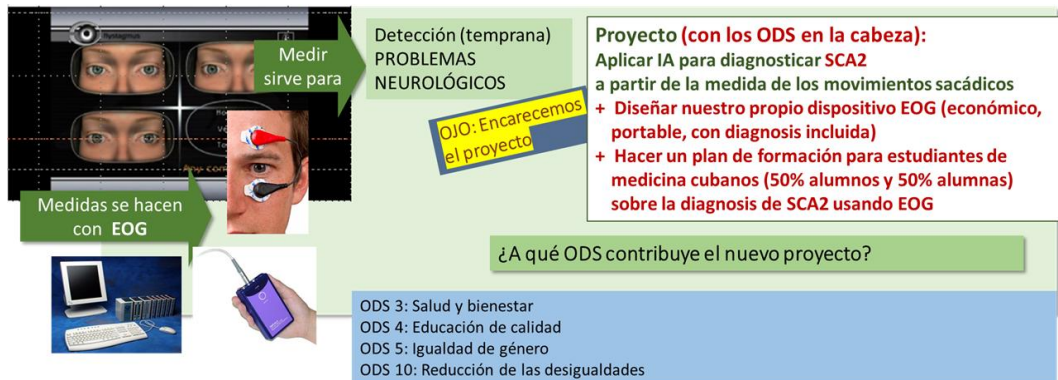 Nystagmus
Any com
Medir
sirve para
Detección (temprana)
PROBLEMAS
NEUROLÓGICOS
OJO: Encarecemos
el proyecto
Proyecto (con los ODS en la cabeza):
Aplicar IA para diagnosticar SCA2
a partir de la medida de los movimientos sacádicos
+ Diseñar nuestro propio dispositivo EOG (económico,
portable, con diagnosis incluida)
+ Hacer un plan de formación para estudiantes de
medicina cubanos (50% alumnos y 50% alumnas)
sobre la diagnosis de SCA2 usando EOG
Medidas se hacen
con EOG
¿A qué ODS contribuye el nuevo proyecto?
ODS 3: Salud y bienestar
ODS 4: Educación de calidad
ODS 5: Igualdad de género
ODS 10: Reducción de las desigualdades